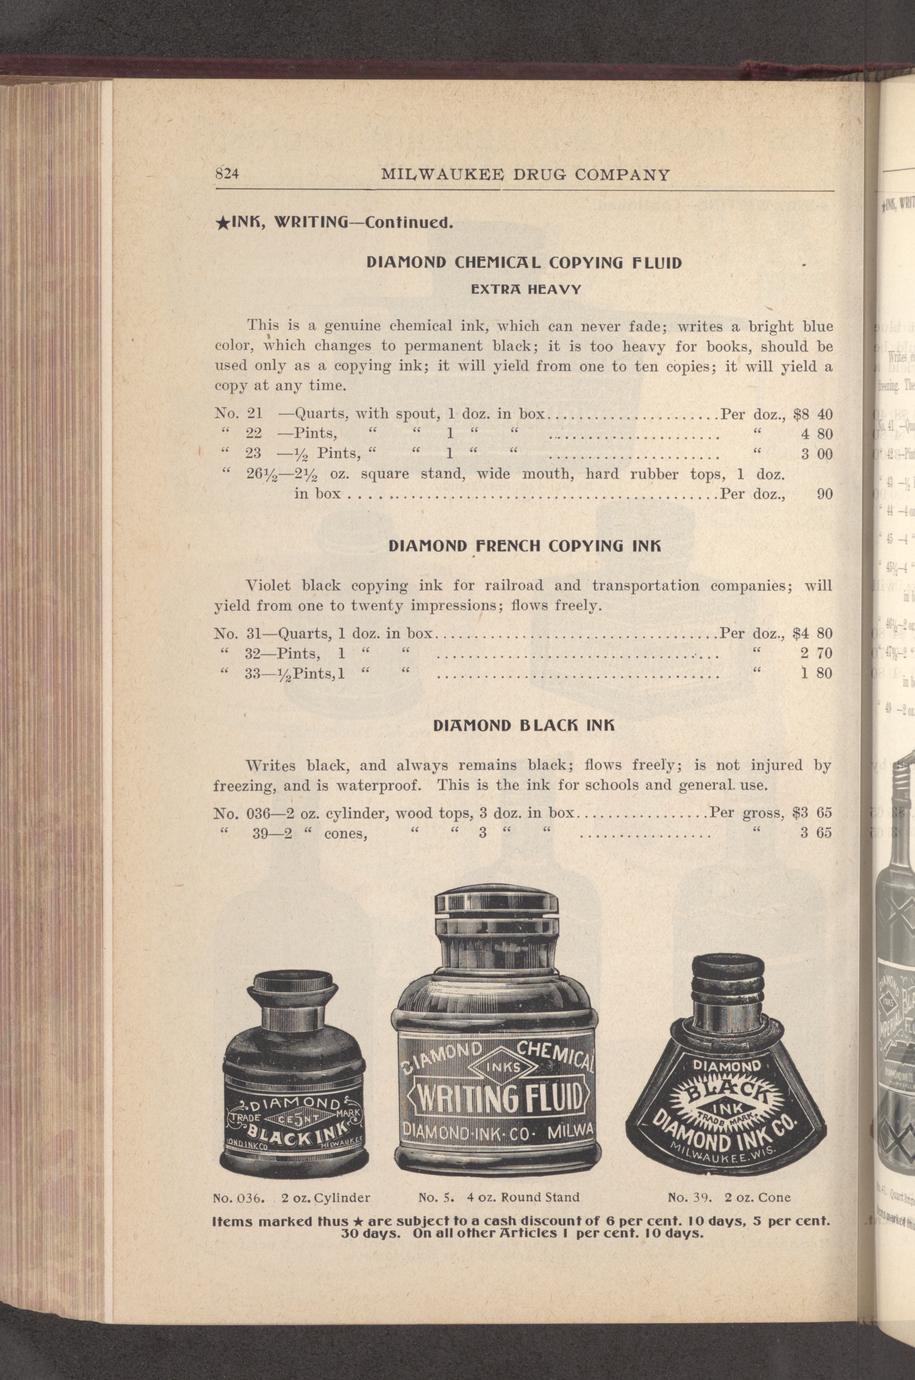 824 MILWAUKEE DRUG COMPANY
★INK, WRITING—Continued.
DIAMOND CHEMICAL COPYING FLUID
EXTRA HEAVY
This is a genuine chemical ink, which can never fade; writes a bright blue
color, which changes to permanent black; it is too heavy for books, should be
used only as a copying ink; it will yield from one to ten copies; it will yield a
copy at any time.
No. 21 —Quarts, with spout, 1 doz. in box......................Per doz., $8 40
“ 22 —Pints, “ “ 1 “ “ ...................... “ 4 80
“ 23 —½ Pints, “ “ 1 “ “ ...................... “ 3 00
“ 26½—2½ oz. square stand, wide mouth, hard rubber tops, 1 doz.
in box ................................................Per doz., 90
DIAMOND FRENCH COPYING INK
Violet black copying ink for railroad and transportation companies; will
yield from one to twenty impressions; flows freely.
No. 31—Quarts, 1 doz. in box.....................................Per doz., $4 80
“ 32—Pints, 1 “ “ ..................................... “ 2 70
“ 33—½Pints, 1 “ “ ..................................... “ 1 80
DIAMOND BLACK INK
Writes black, and always remains black; flows freely; is not injured by
freezing, and is waterproof. This is the ink for schools and general use.
No. 036—2 oz. cylinder, wood tops, 3 doz. in box.................Per gross, $3 65
“ 39—2 “ cones, “ “ 3 “ “ ................. “ 3 65
DIAMOND
TRADE 5 CENT MARK
BLACK INK
OND.INK.CO MILWAUKEE
DIAMOND CHEMICAL
INKS
WRITING FLUID
DIAMOND·INK·CO· MILWA
DIAMOND
BLACK
INK
TRADE MARK
DIAMOND INK CO.
MILWAUKEE.WIS.
No. 036. 2 oz. Cylinder No. 5. 4 oz. Round Stand No. 39. 2 oz. Cone
Items marked thus ★ are subject to a cash discount of 6 per cent. 10 days, 5 per cent.
30 days. On all other Articles 1 per cent. 10 days.